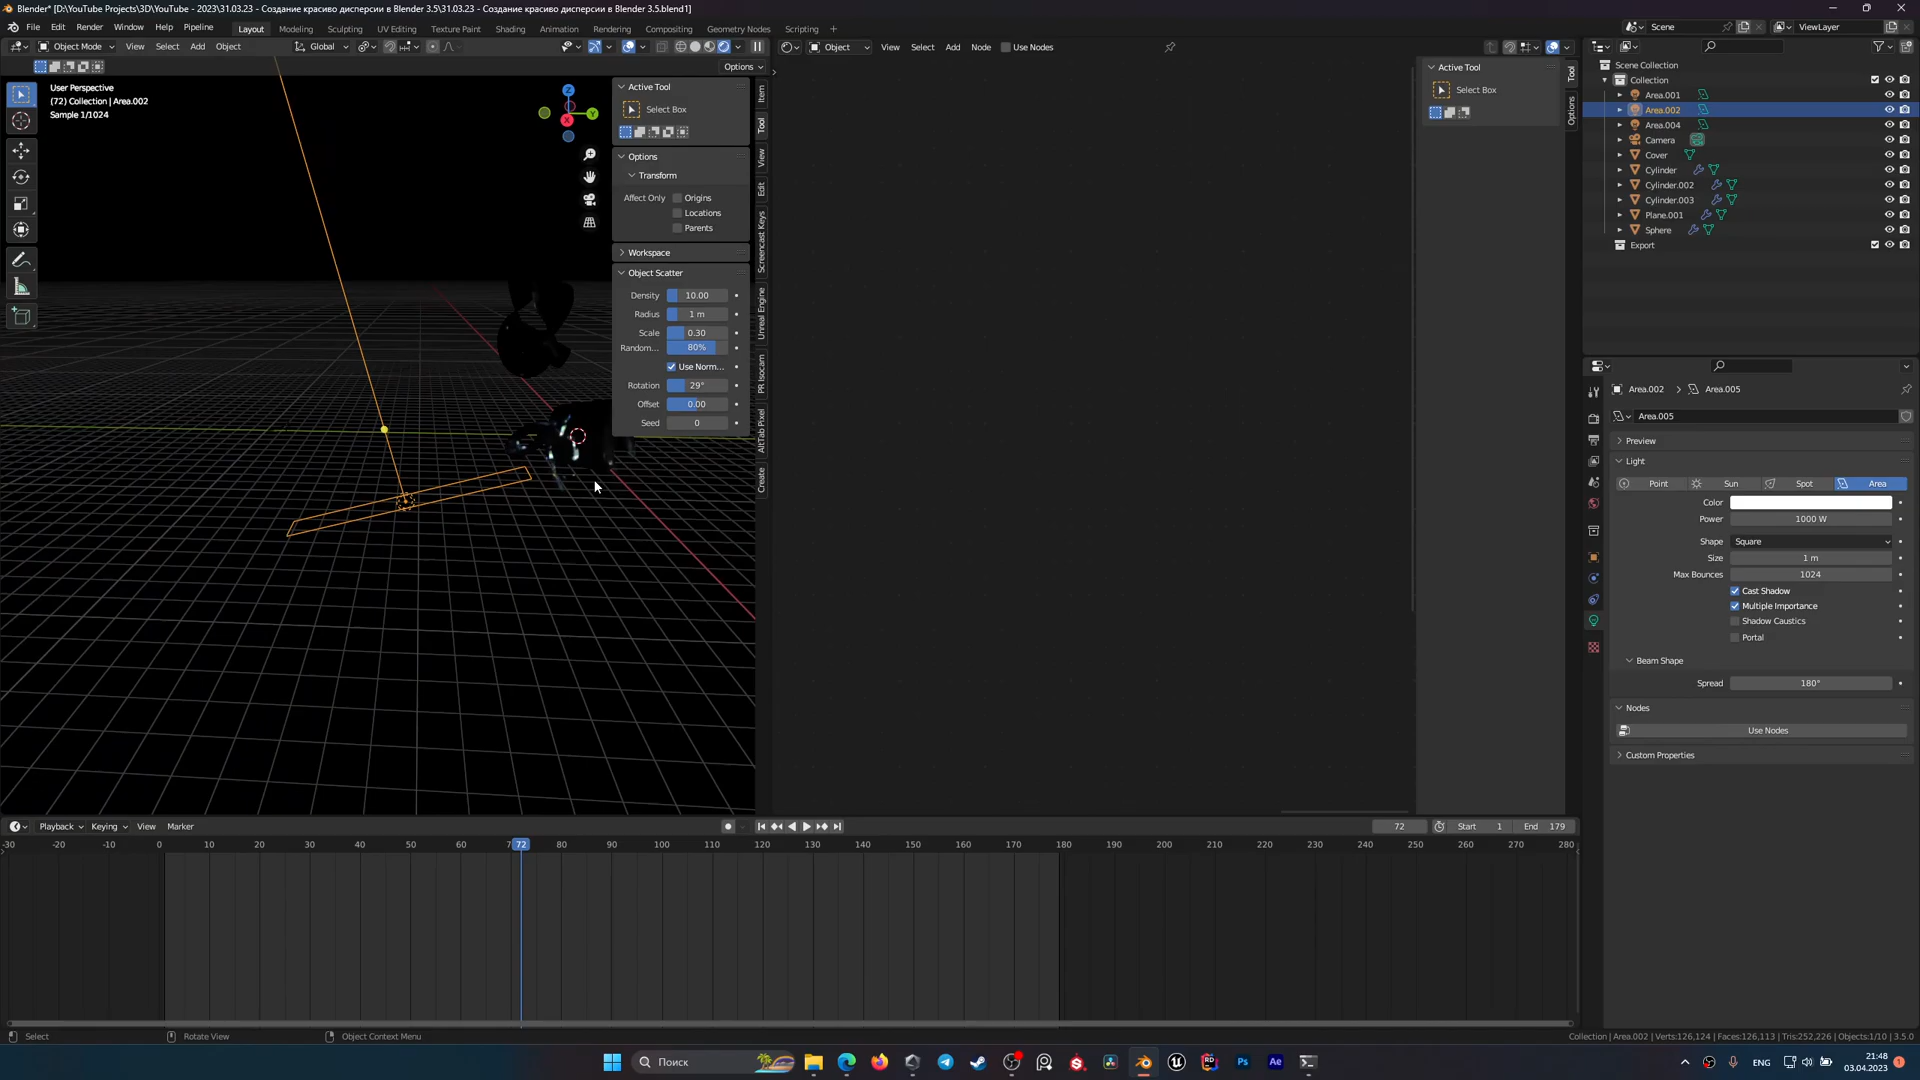 Blender* [D:\YouTube Projects\3D\YouTube - 2023\31.03.23 - Создание красиво дисперсии в Blender 3.5\31.03.23 - Создание красиво дисперсии в Blender 3.5.blend1]
File Edit Render Window Help Pipeline Layout Modeling Sculpting UV Editing Texture Paint Shading Animation Rendering Compositing Geometry Nodes Scripting + Scene ViewLayer
Object Mode View Select Add Object Global Object View Select Add Node Use Nodes
Options
User Perspective
(72) Collection | Area.002
Sample 1/1024
Active Tool
Select Box
Options
Transform
Affect Only Origins
Locations
Parents
Workspace
Object Scatter
Density 10.00
Radius 1 m
Scale 0.30
Random... 80%
Use Norm...
Rotation 29°
Offset 0.00
Seed 0
Item
Tool
View
Edit
Screencast Keys
Unreal Engine
PR Isocam
AltTab Pixel
Create
X
Y
Z
Active Tool
Select Box
Tool
Options
Scene Collection
Collection
Area.001
Area.002
Area.004
Camera
Cover
Cylinder
Cylinder.002
Cylinder.003
Plane.001
Sphere
Export
Area.002 Area.005
Area.005
Preview
Light
Point Sun Spot Area
Color
Power 1000 W
Shape Square
Size 1 m
Max Bounces 1024
Cast Shadow
Multiple Importance
Shadow Caustics
Portal
Beam Shape
Spread 180°
Nodes
Use Nodes
Custom Properties
Playback Keying View Marker 72 Start 1 End 179
-30 -20 -10 0 10 20 30 40 50 60 7 72 80 90 100 110 120 130 140 150 160 170 180 190 200 210 220 230 240 250 260 270 280
Select Rotate View Object Context Menu Collection | Area.002 | Verts:126,124 | Faces:126,113 | Tris:252,226 | Objects:1/10 | 3.5.0
Поиск ENG 21:48
03.04.2023